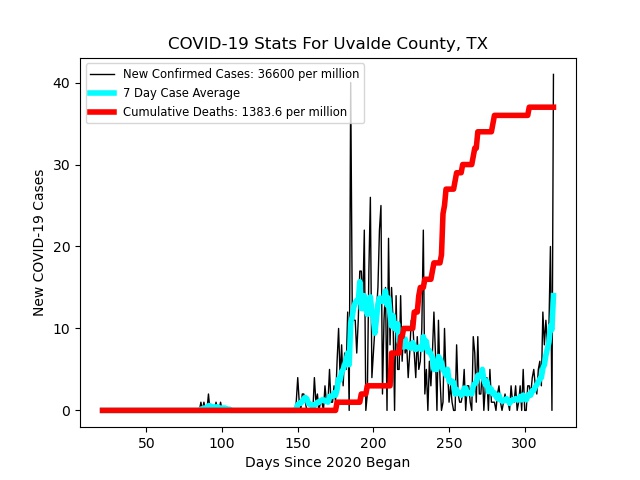 COVID-19 Stats For Uvalde County, TX
New Confirmed Cases: 36600 per million
7 Day Case Average
Cumulative Deaths: 1383.6 per million
New COVID-19 Cases
40
30
20
10
0
50 100 150 200 250 300
Days Since 2020 Began